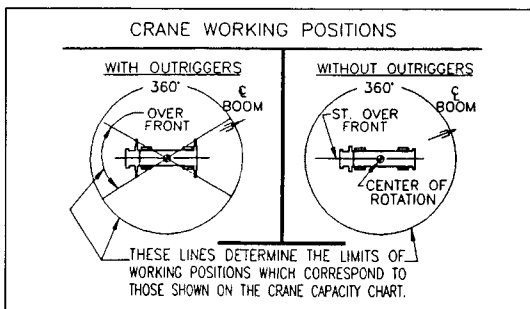 CRANE WORKING POSITIONS
WITH OUTRIGGERS
360°
℄
BOOM
OVER
FRONT
WITHOUT OUTRIGGERS
360°
℄
BOOM
ST. OVER
FRONT
CENTER OF
ROTATION
THESE LINES DETERMINE THE LIMITS OF
WORKING POSITIONS WHICH CORRESPOND TO
THOSE SHOWN ON THE CRANE CAPACITY CHART.